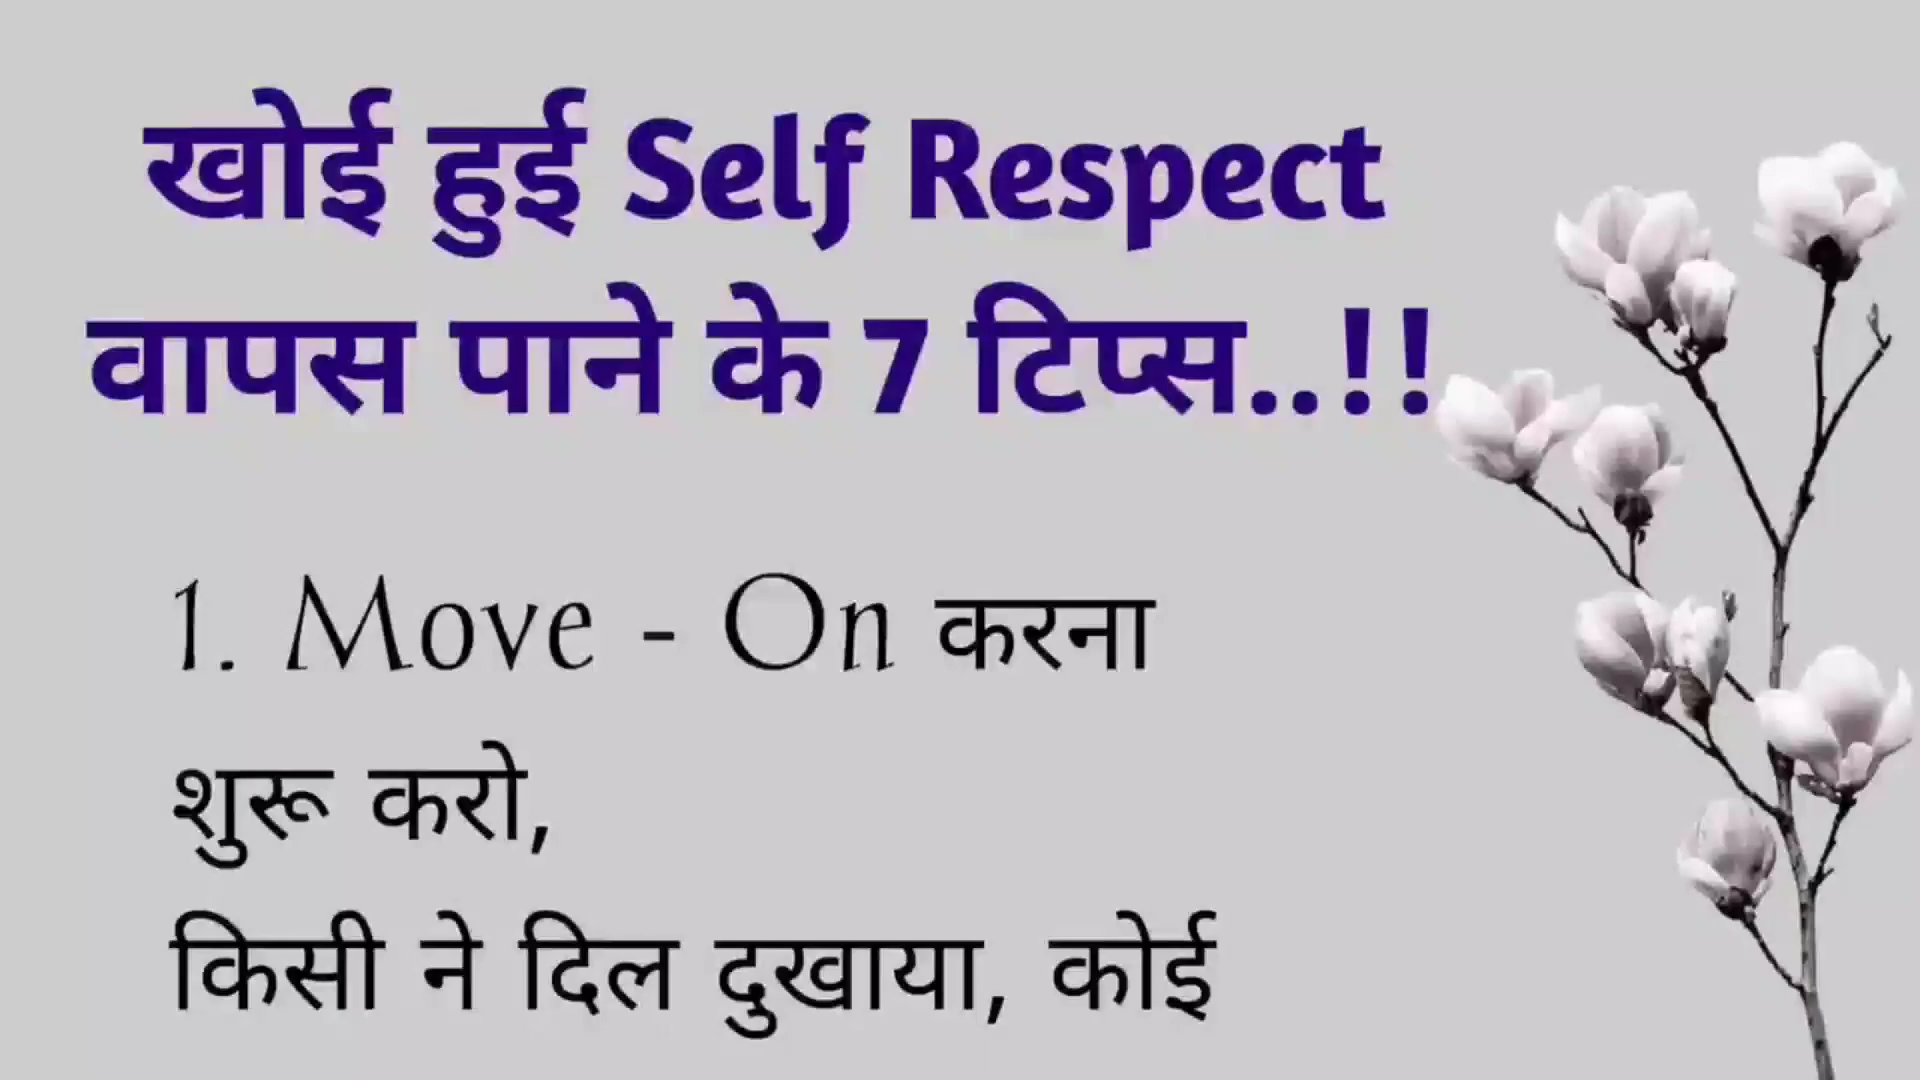 खोई हुई Self Respect
वापस पाने के 7 टिप्स..!!
1. Move - On करना
शुरू करो,
किसी ने दिल दुखाया, कोई